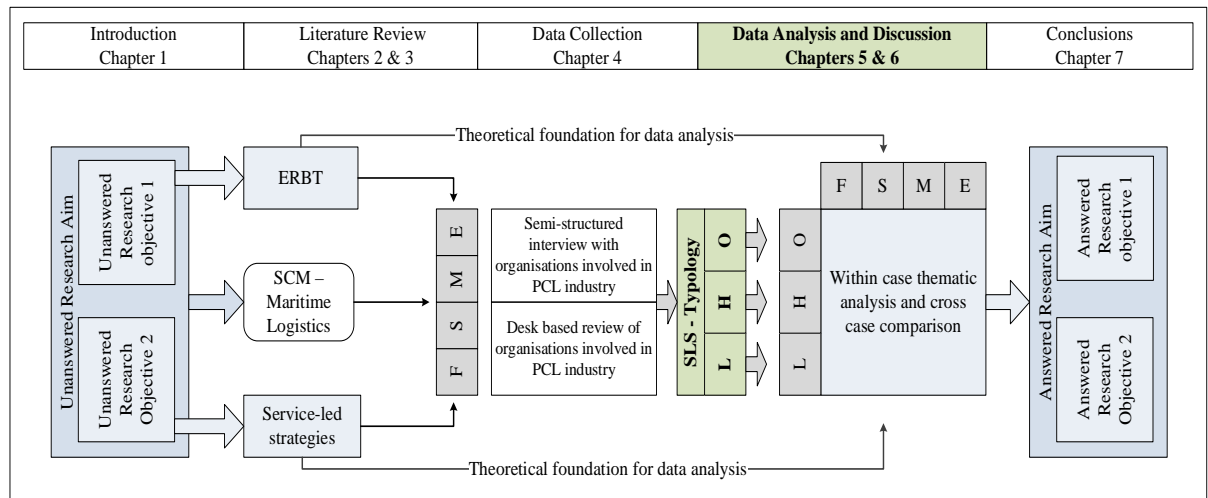 Introduction
Chapter 1
Literature Review
Chapters 2 & 3
Data Collection
Chapter 4
Data Analysis and Discussion
Chapters 5 & 6
Conclusions
Chapter 7
Theoretical foundation for data analysis
Unanswered Research Aim
Unanswered
Research
objective 1
Unanswered
Research
Objective 2
ERBT
SCM –
Maritime
Logistics
Service-led
strategies
E
M
S
F
Semi-structured
interview with
organisations involved in
PCL industry
Desk based review of
organisations involved in
PCL industry
SLS - Typology
O
H
L
O
H
L
F S M E
Within case thematic
analysis and cross
case comparison
Answered Research Aim
Answered
Research
objective 1
Answered
Research
Objective 2
Theoretical foundation for data analysis